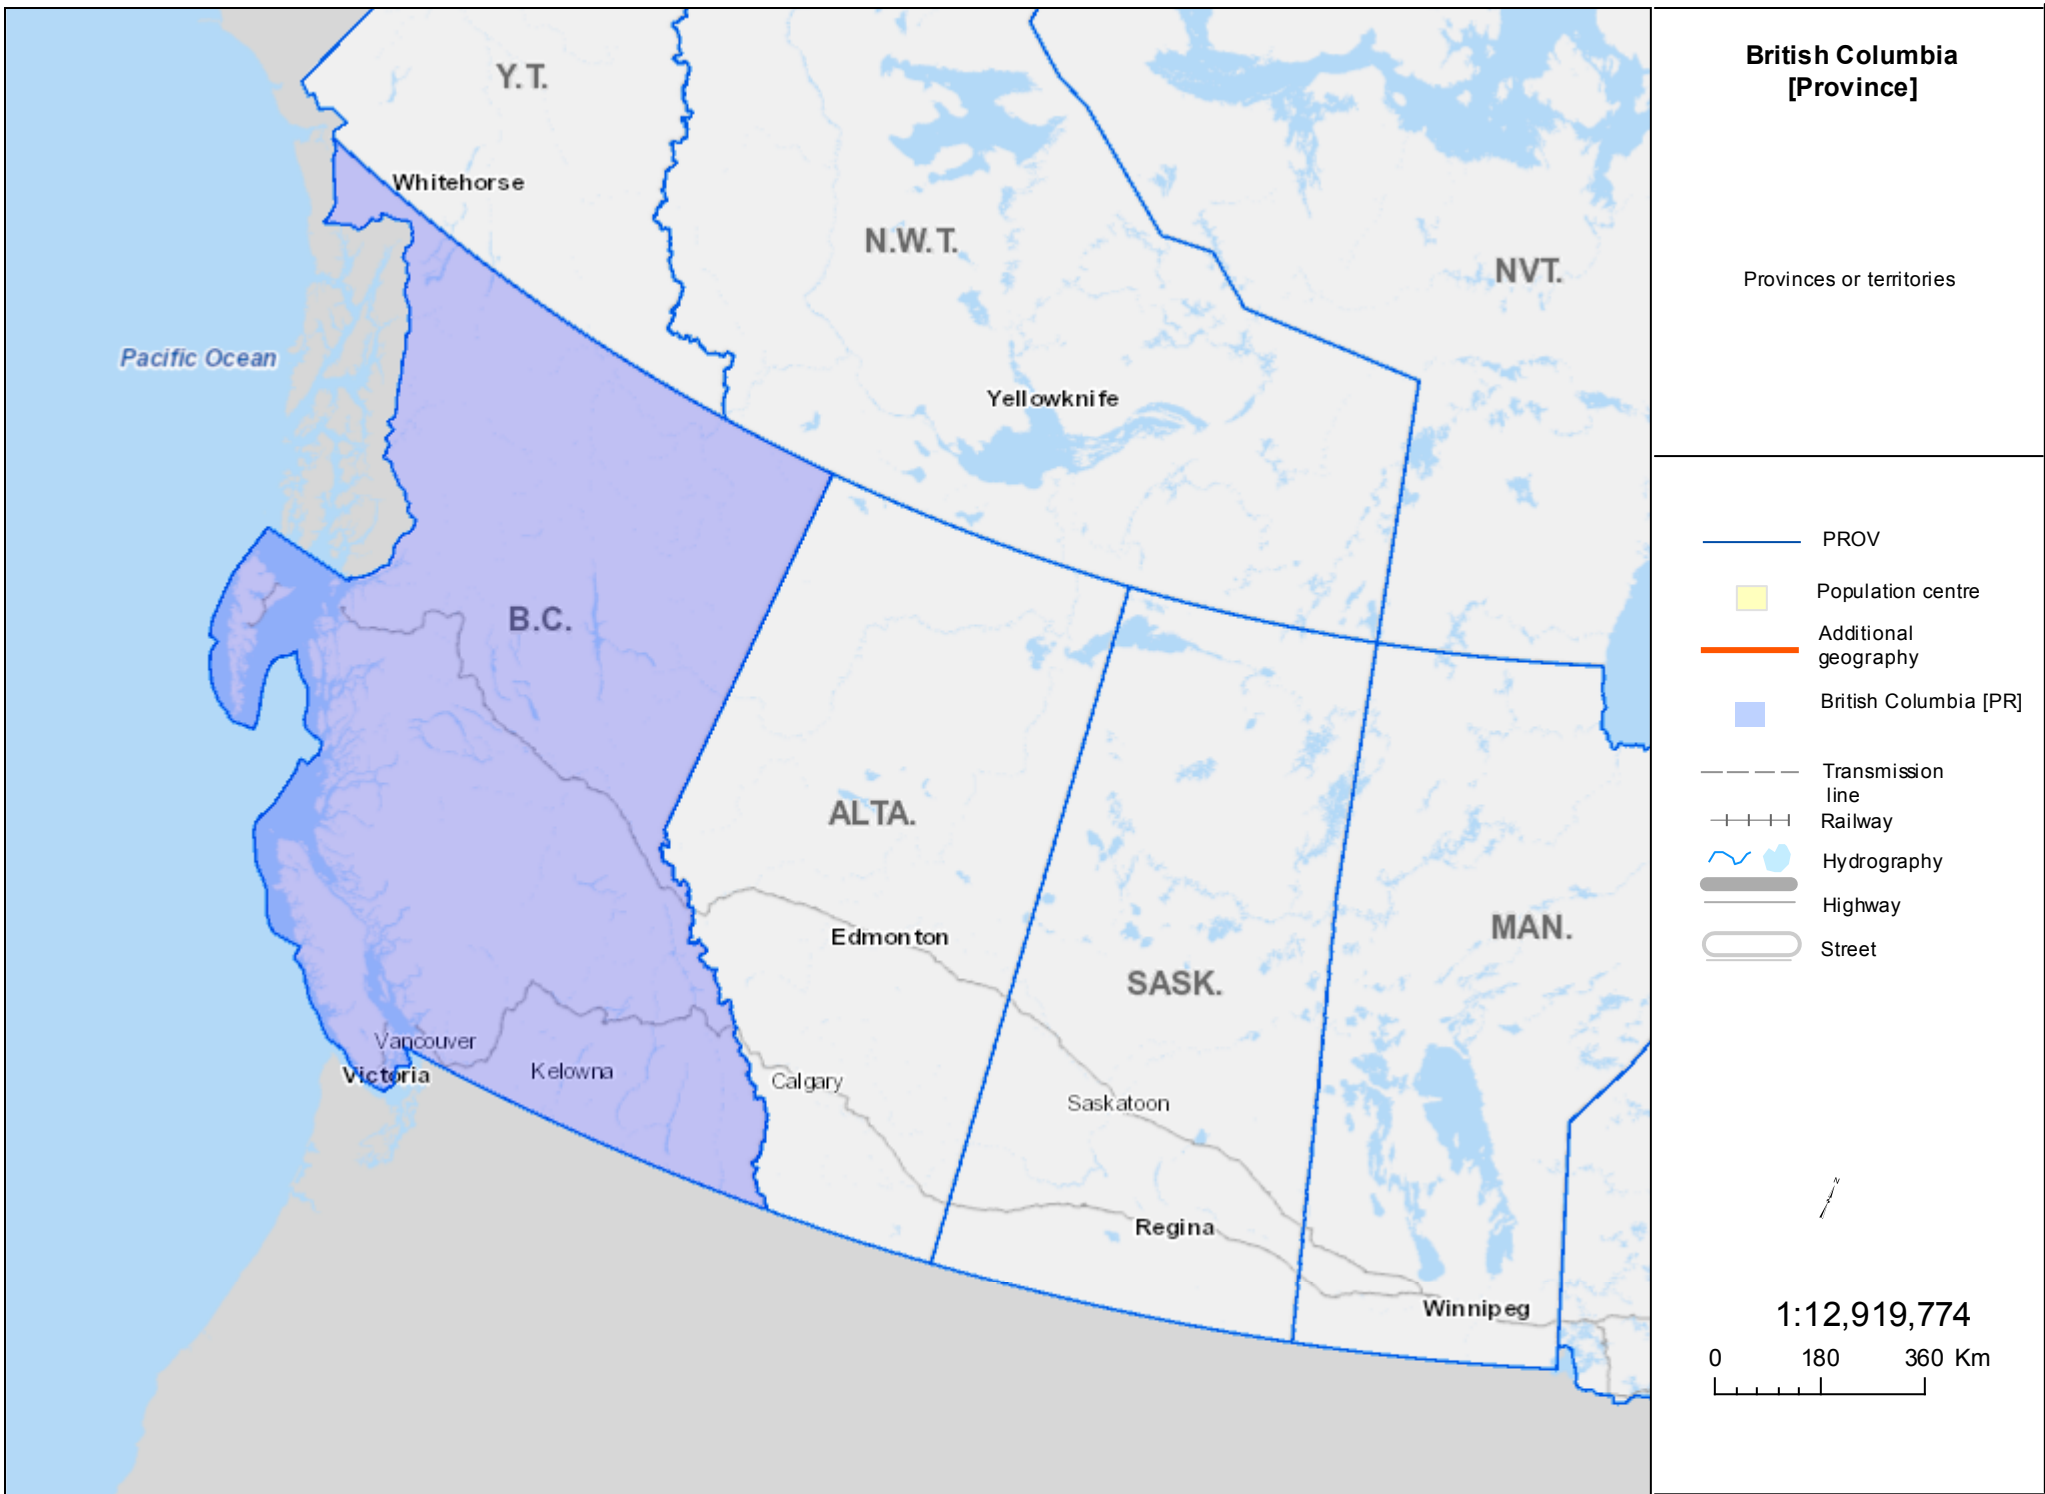 Y.T.
Whitehorse
N.W.T.
NVT.
Pacific Ocean
Yellowknife
B.C.
ALTA.
Edmonton
MAN.
SASK.
Vancouver
Victoria
Kelowna
Calgary
Saskatoon
Regina
Winnipeg
British Columbia
[Province]
Provinces or territories
PROV
Population centre
Additional
geography
British Columbia [PR]
Transmission
line
Railway
Hydrography
Highway
Street
N
1:12,919,774
0 180 360 Km